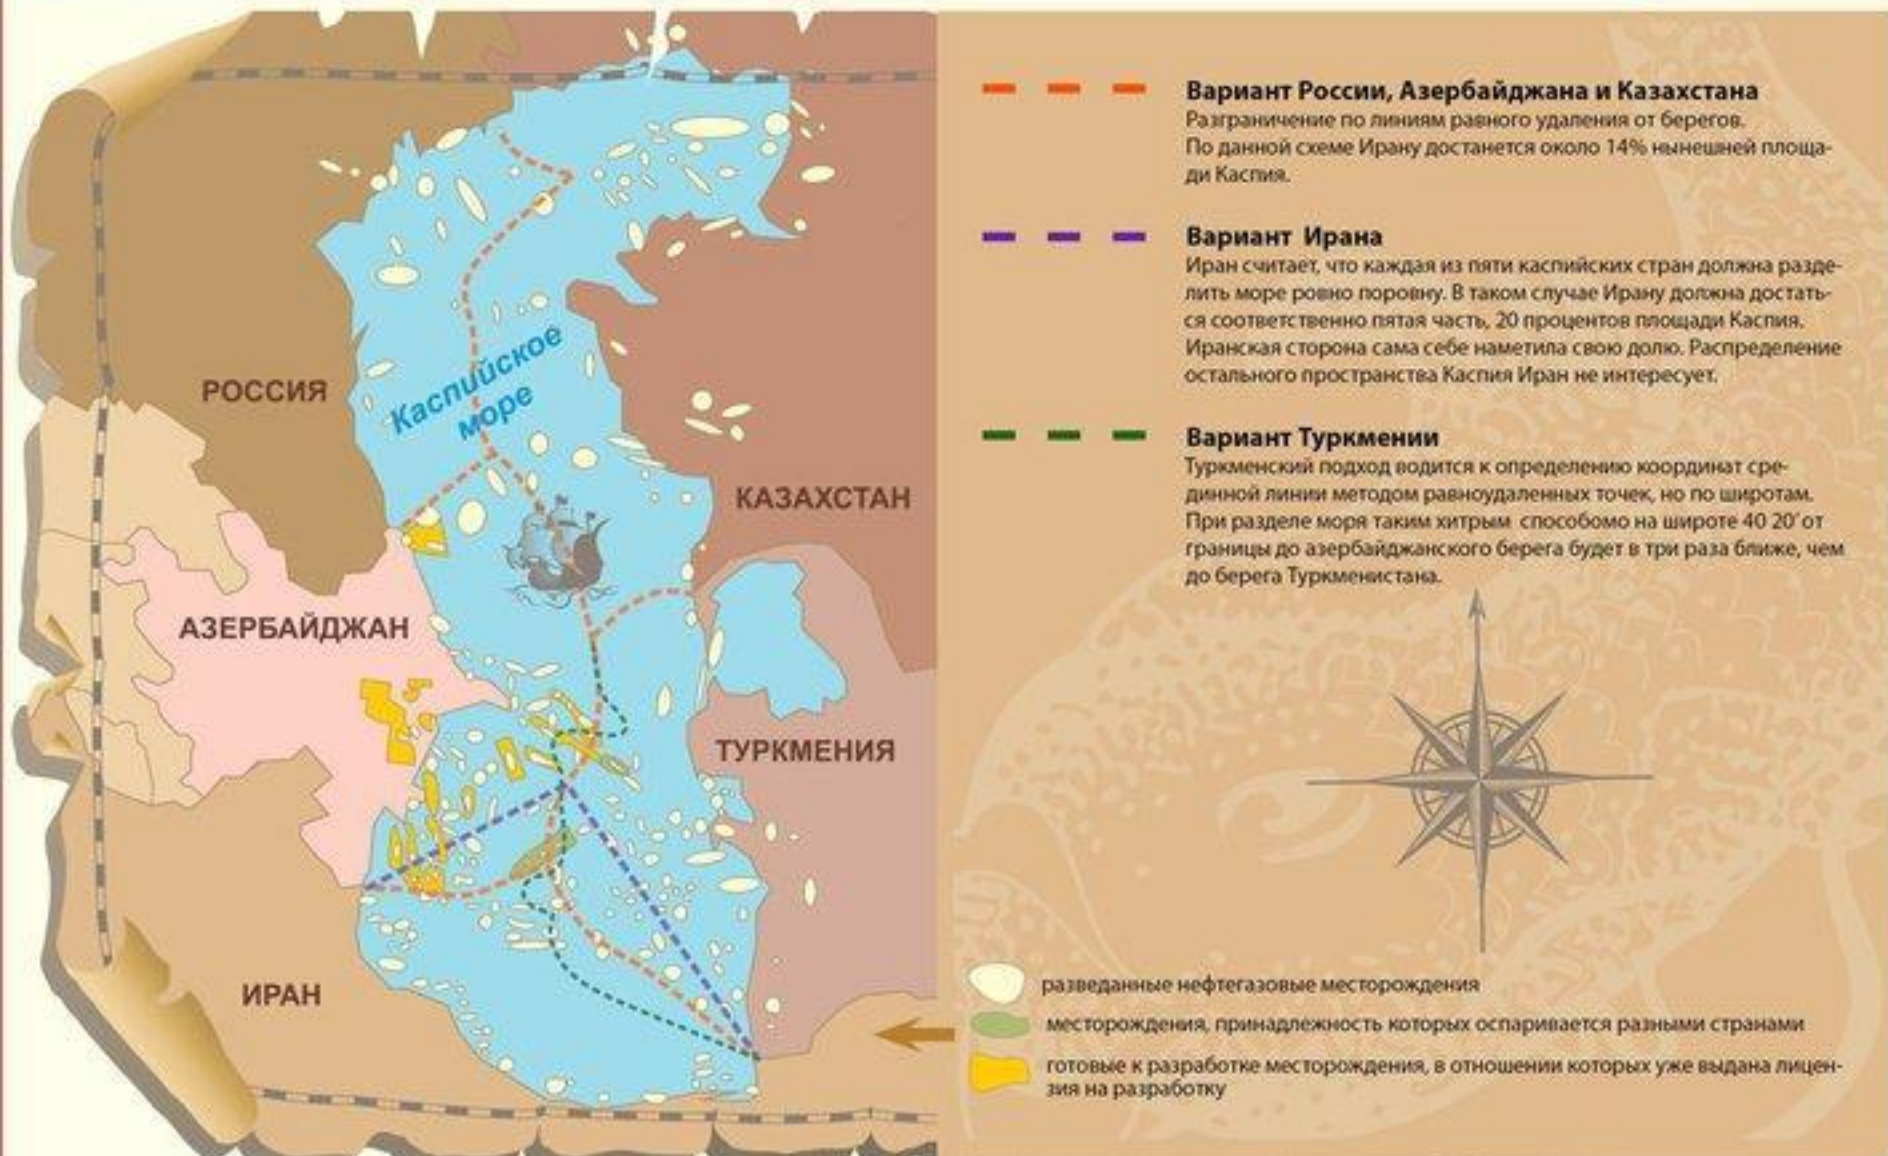 РОССИЯ
Каспийское
море
КАЗАХСТАН
АЗЕРБАЙДЖАН
ТУРКМЕНИЯ
ИРАН
Вариант России, Азербайджана и Казахстана
Разграничение по линиям равного удаления от берегов.
По данной схеме Ирану достанется около 14% нынешней площа-
ди Каспия.
Вариант Ирана
Иран считает, что каждая из пяти каспийских стран должна разде-
лить море ровно поровну. В таком случае Ирану должна достать-
ся соответственно пятая часть, 20 процентов площади Каспия.
Иранская сторона сама себе наметила свою долю. Распределение
остального пространства Каспия Иран не интересует.
Вариант Туркмении
Туркменский подход водится к определению координат сре-
динной линии методом равноудаленных точек, но по широтам.
При разделе моря таким хитрым способомо на широте 40 20' от
границы до азербайджанского берега будет в три раза ближе, чем
до берега Туркменистана.
разведанные нефтегазовые месторождения
месторождения, принадлежность которых оспаривается разными странами
готовые к разработке месторождения, в отношении которых уже выдана лицен-
зия на разработку